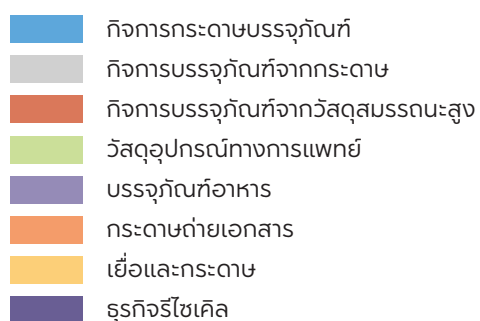 กิจการกระดาษบรรจุภัณฑ์
กิจการบรรจุภัณฑ์จากกระดาษ
กิจการบรรจุภัณฑ์จากวัสดุสมรรถนะสูง
วัสดุอุปกรณ์ทางการแพทย์
บรรจุภัณฑ์อาหาร
กระดาษถ่ายเอกสาร
เยื่อและกระดาษ
ธุรกิจรีไซเคิล